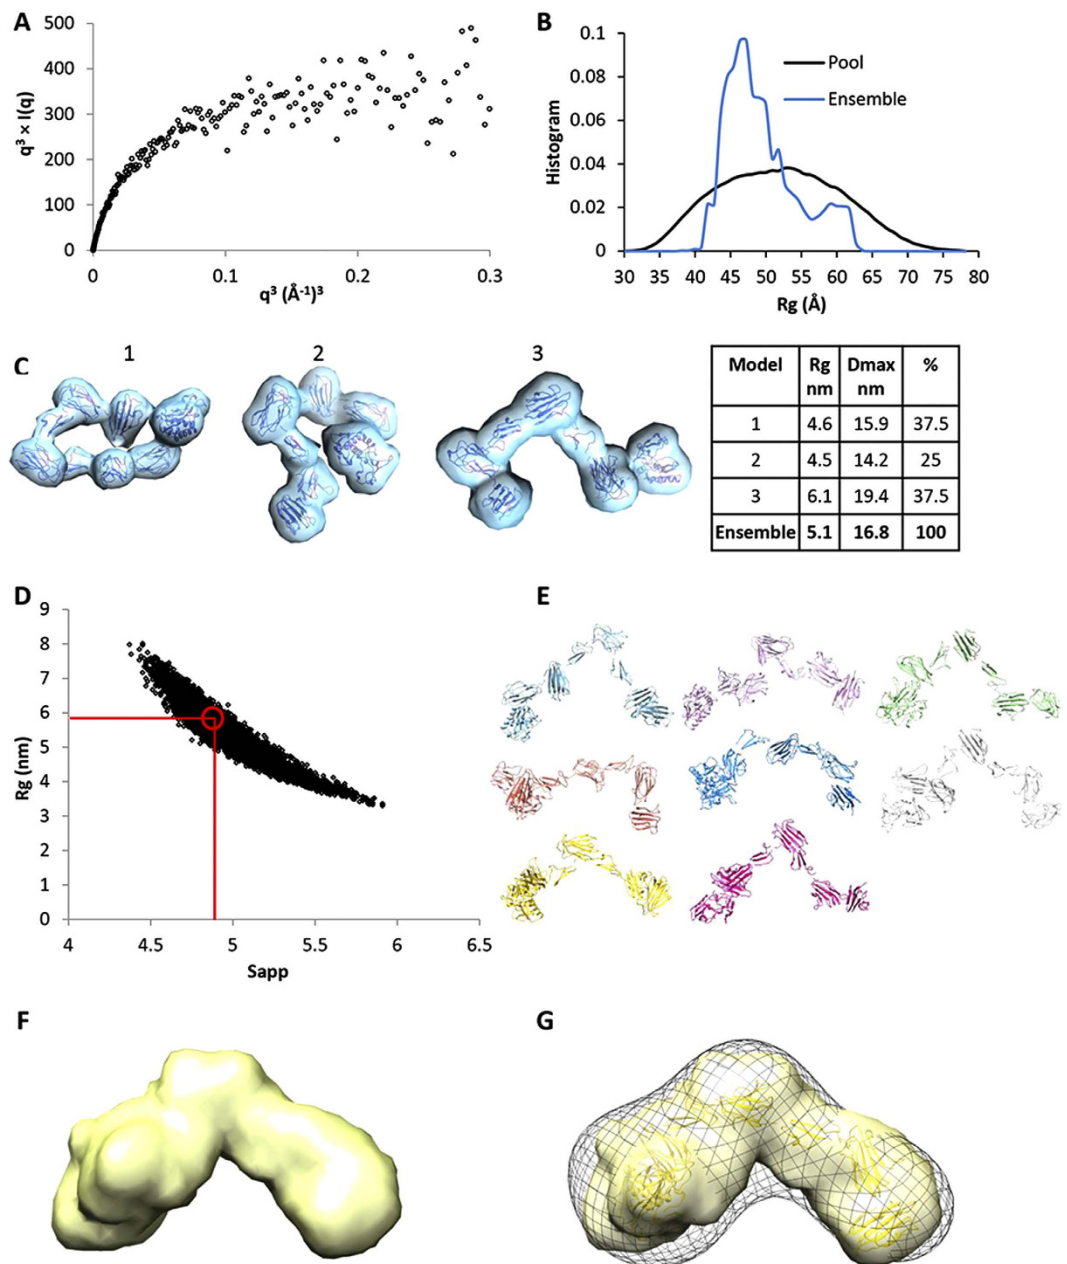 A
500
400
300
200
100
0
0 0.1 0.2 0.3
q³ × I(q)
q³ (Å⁻¹)³
B
0.1
0.08
0.06
0.04
0.02
0
30 35 40 45 50 55 60 65 70 75 80
Histogram
Rg (Å)
Pool
Ensemble
C
1 2 3
Model Rg nm Dmax nm %
1 4.6 15.9 37.5
2 4.5 14.2 25
3 6.1 19.4 37.5
Ensemble 5.1 16.8 100
D
9
8
7
6
5
4
3
2
1
0
4 4.5 5 5.5 6 6.5
Rg (nm)
Sapp
E
F
G